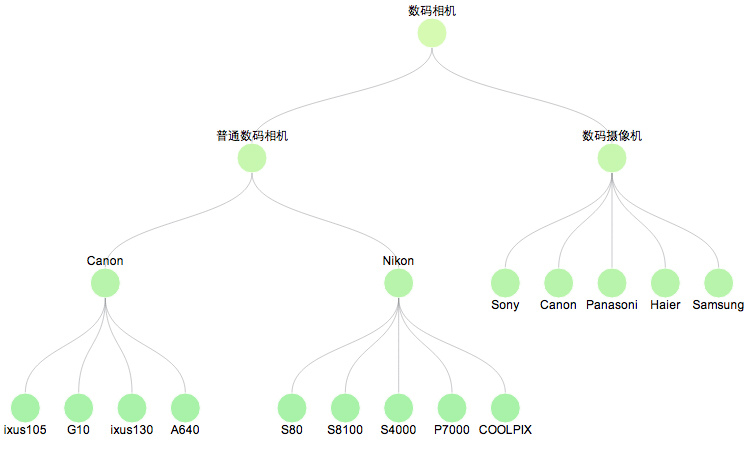 数码相机
普通数码相机
数码摄像机
Canon
Nikon
Sony
Canon
Panasoni
Haier
Samsung
ixus105
G10
ixus130
A640
S80
S8100
S4000
P7000
COOLPIX